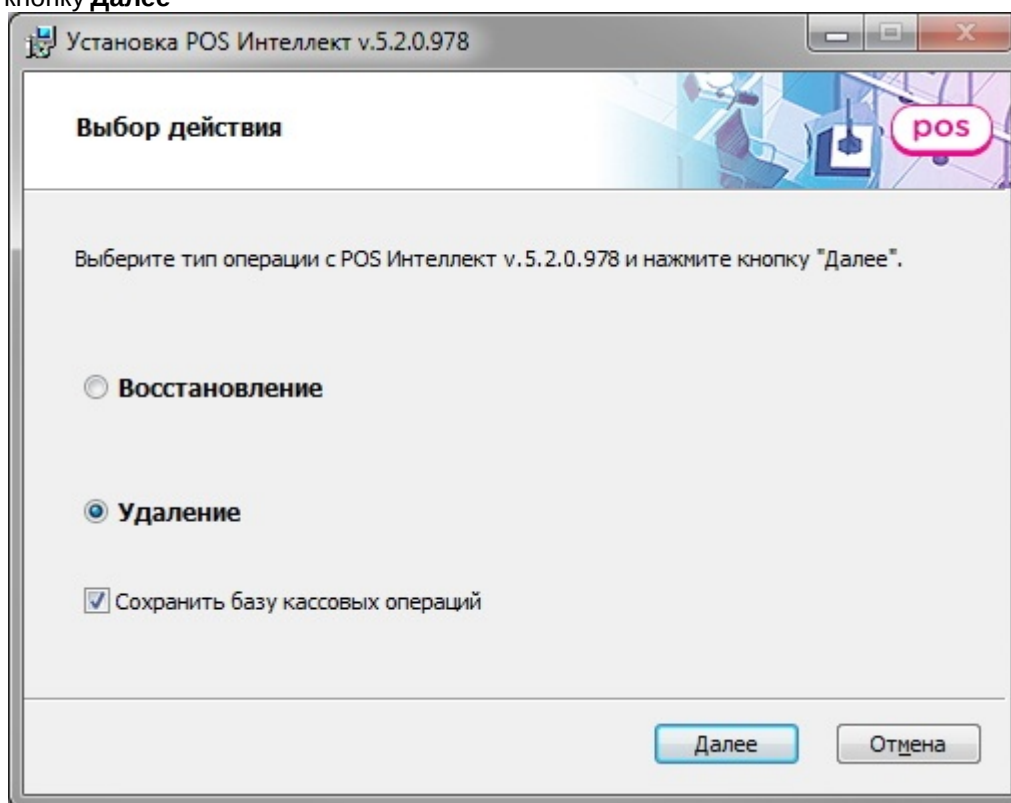 кнопку Далее
Установка POS Интеллект v.5.2.0.978
Выбор действия
pos
Выберите тип операции с POS Интеллект v.5.2.0.978 и нажмите кнопку "Далее".
Восстановление
Удаление
Сохранить базу кассовых операций
Далее
Отмена